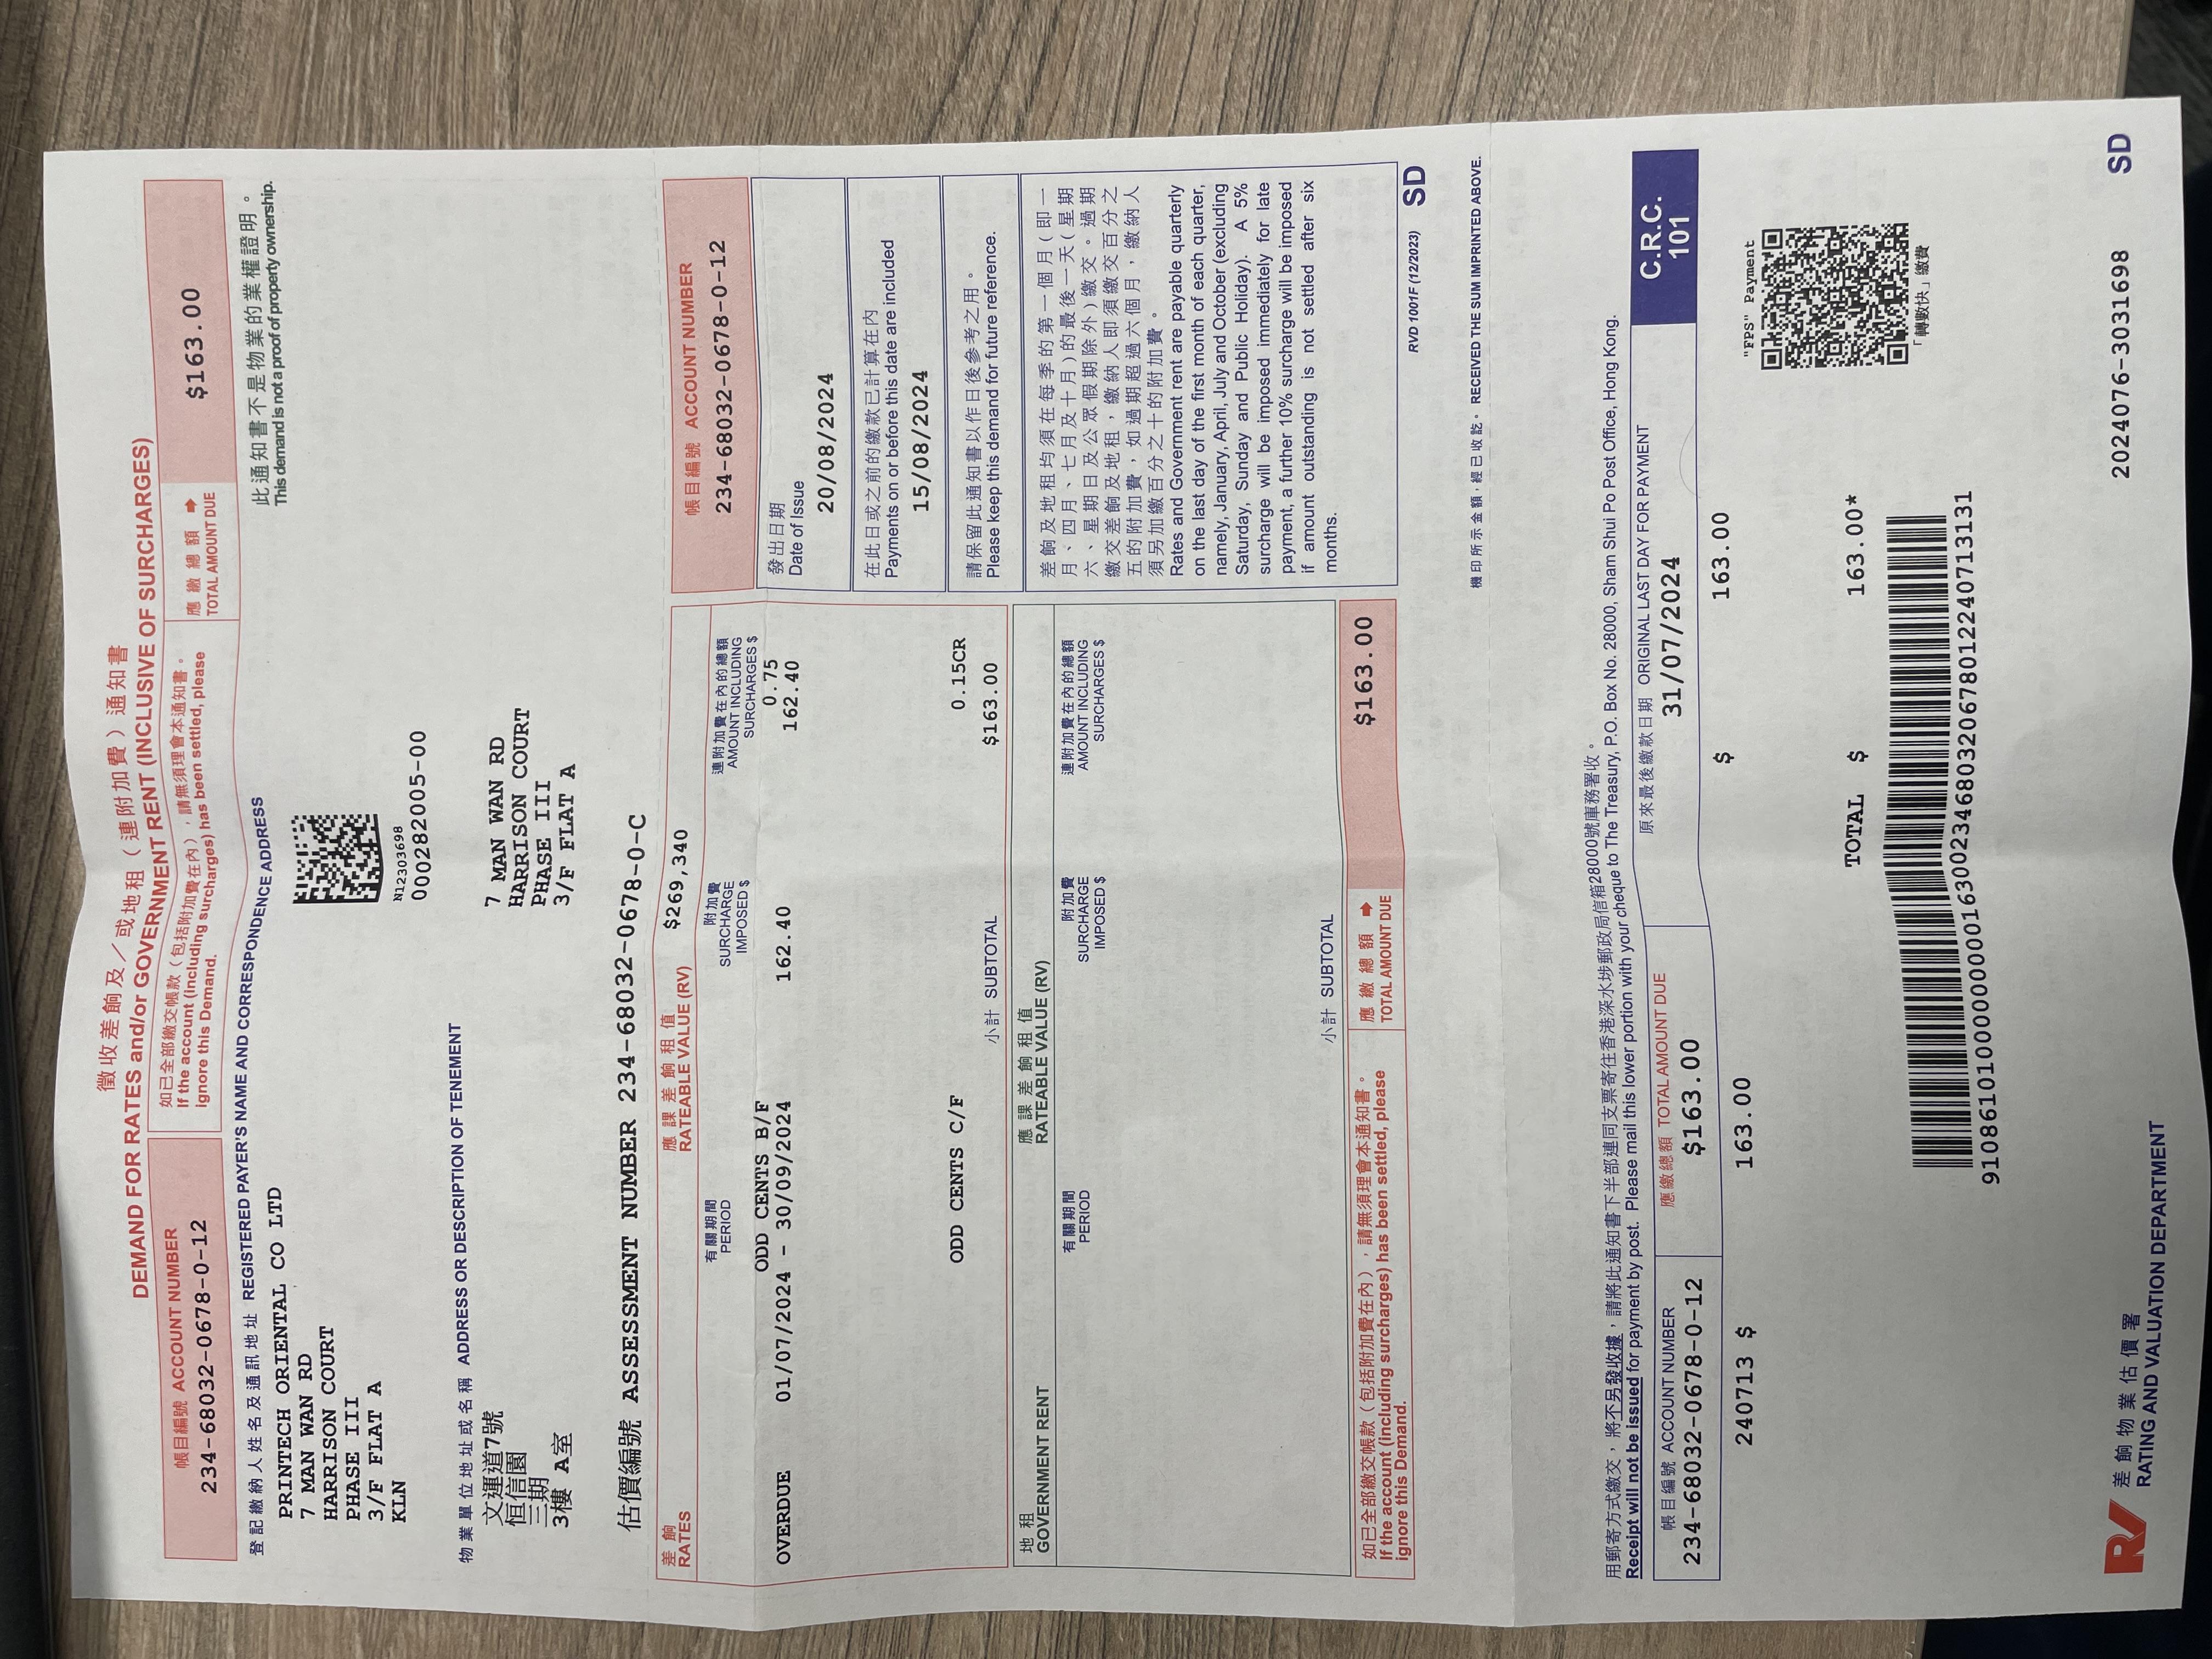 徵收差餉及／或地租（連附加費）通知書
DEMAND FOR RATES and/or GOVERNMENT RENT (INCLUSIVE OF SURCHARGES)
帳目編號 ACCOUNT NUMBER
234-68032-0678-0-12
如已全部繳交帳款（包括附加費在內），請無須理會本通知書。
If the account (including surcharges) has been settled, please
ignore this Demand.
應繳總額 ➡
TOTAL AMOUNT DUE
$163.00
登記繳納人姓名及通訊地址 REGISTERED PAYER'S NAME AND CORRESPONDENCE ADDRESS
此通知書不是物業的業權證明。
This demand is not a proof of property ownership.
PRINTECH ORIENTAL CO LTD
7 MAN WAN RD
HARRISON COURT
PHASE III
3/F FLAT A
KLN
N12303698
0002820​05-00
物業單位地址或名稱 ADDRESS OR DESCRIPTION OF TENEMENT
文運道7號
恒信園
三期
3樓 A室
7 MAN WAN RD
HARRISON COURT
PHASE III
3/F FLAT A
估價編號 ASSESSMENT NUMBER 234-68032-0678-0-C
差餉
RATES
應課差餉租值
RATEABLE VALUE (RV)
$269,340
有關期間
PERIOD
附加費
SURCHARGE
IMPOSED $
連附加費在內的總額
AMOUNT INCLUDING
SURCHARGES $
ODD CENTS B/F 0.75
OVERDUE 01/07/2024 - 30/09/2024 162.40 162.40
ODD CENTS C/F 0.15CR
小計 SUBTOTAL $163.00
地租
GOVERNMENT RENT
應課差餉租值
RATEABLE VALUE (RV)
有關期間
PERIOD
附加費
SURCHARGE
IMPOSED $
連附加費在內的總額
AMOUNT INCLUDING
SURCHARGES $
小計 SUBTOTAL
如已全部繳交帳款（包括附加費在內），請無須理會本通知書。
If the account (including surcharges) has been settled, please
ignore this Demand.
應繳總額 ➡
TOTAL AMOUNT DUE
$163.00
帳目編號 ACCOUNT NUMBER
234-68032-0678-0-12
發出日期
Date of Issue
20/08/2024
在此日或之前的繳款已計算在內
Payments on or before this date are included
15/08/2024
請保留此通知書以作日後參考之用。
Please keep this demand for future reference.
差餉及地租均須在每季的第一個月（即一
月、四月、七月及十月）的最後一天（星期
六、星期日及公眾假期除外）繳交。過期
繳交差餉及地租，繳納人即須繳交百分之
五的附加費，如過期超過六個月，繳納人
須另加繳百分之十的附加費。
Rates and Government rent are payable quarterly
on the last day of the first month of each quarter,
namely, January, April, July and October (excluding
Saturday, Sunday and Public Holiday). A 5%
surcharge will be imposed immediately for late
payment, a further 10% surcharge will be imposed
if amount outstanding is not settled after six
months.
RVD 1001F (12/2023) SD
機印所示金額，經已收訖。 RECEIVED THE SUM IMPRINTED ABOVE.
用郵寄方式繳交，將不另發收據，請將此通知書下半部連同支票寄往香港深水埗郵政局信箱28000號庫務署收。
Receipt will not be issued for payment by post. Please mail this lower portion with your cheque to The Treasury, P.O. Box No. 28000, Sham Shui Po Post Office, Hong Kong.
帳目編號 ACCOUNT NUMBER
234-68032-0678-0-12
應繳總額 TOTAL AMOUNT DUE
$163.00
原來最後繳款日期 ORIGINAL LAST DAY FOR PAYMENT
31/07/2024
C.R.C.
101
240713 $ 163.00 $ 163.00
"FPS" Payment
「轉數快」繳費
TOTAL $ 163.00*
910861010000000001630023468032067801224071​3131
差餉物業估價署
RATING AND VALUATION DEPARTMENT
2024076-3031698 SD